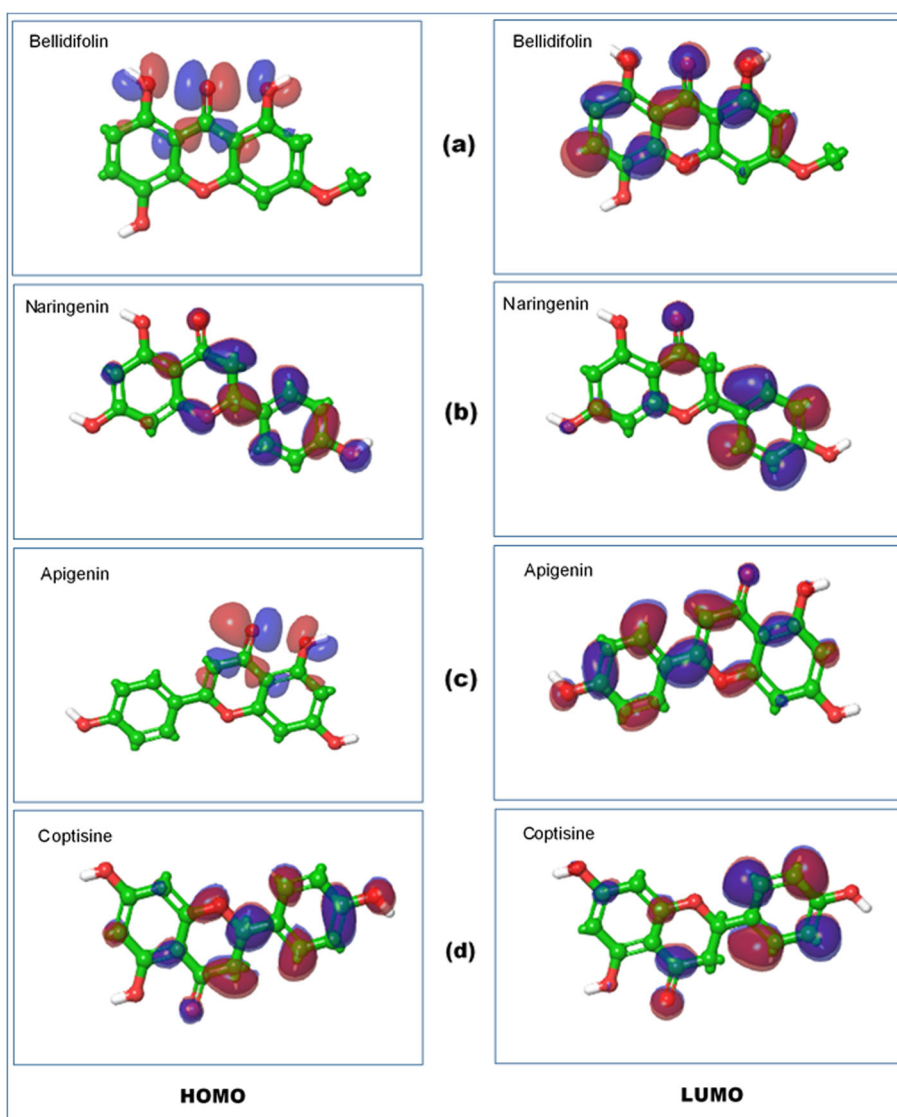 Bellidifolin
Bellidifolin
(a)
Naringenin
Naringenin
(b)
Apigenin
Apigenin
(c)
Coptisine
Coptisine
(d)
HOMO
LUMO